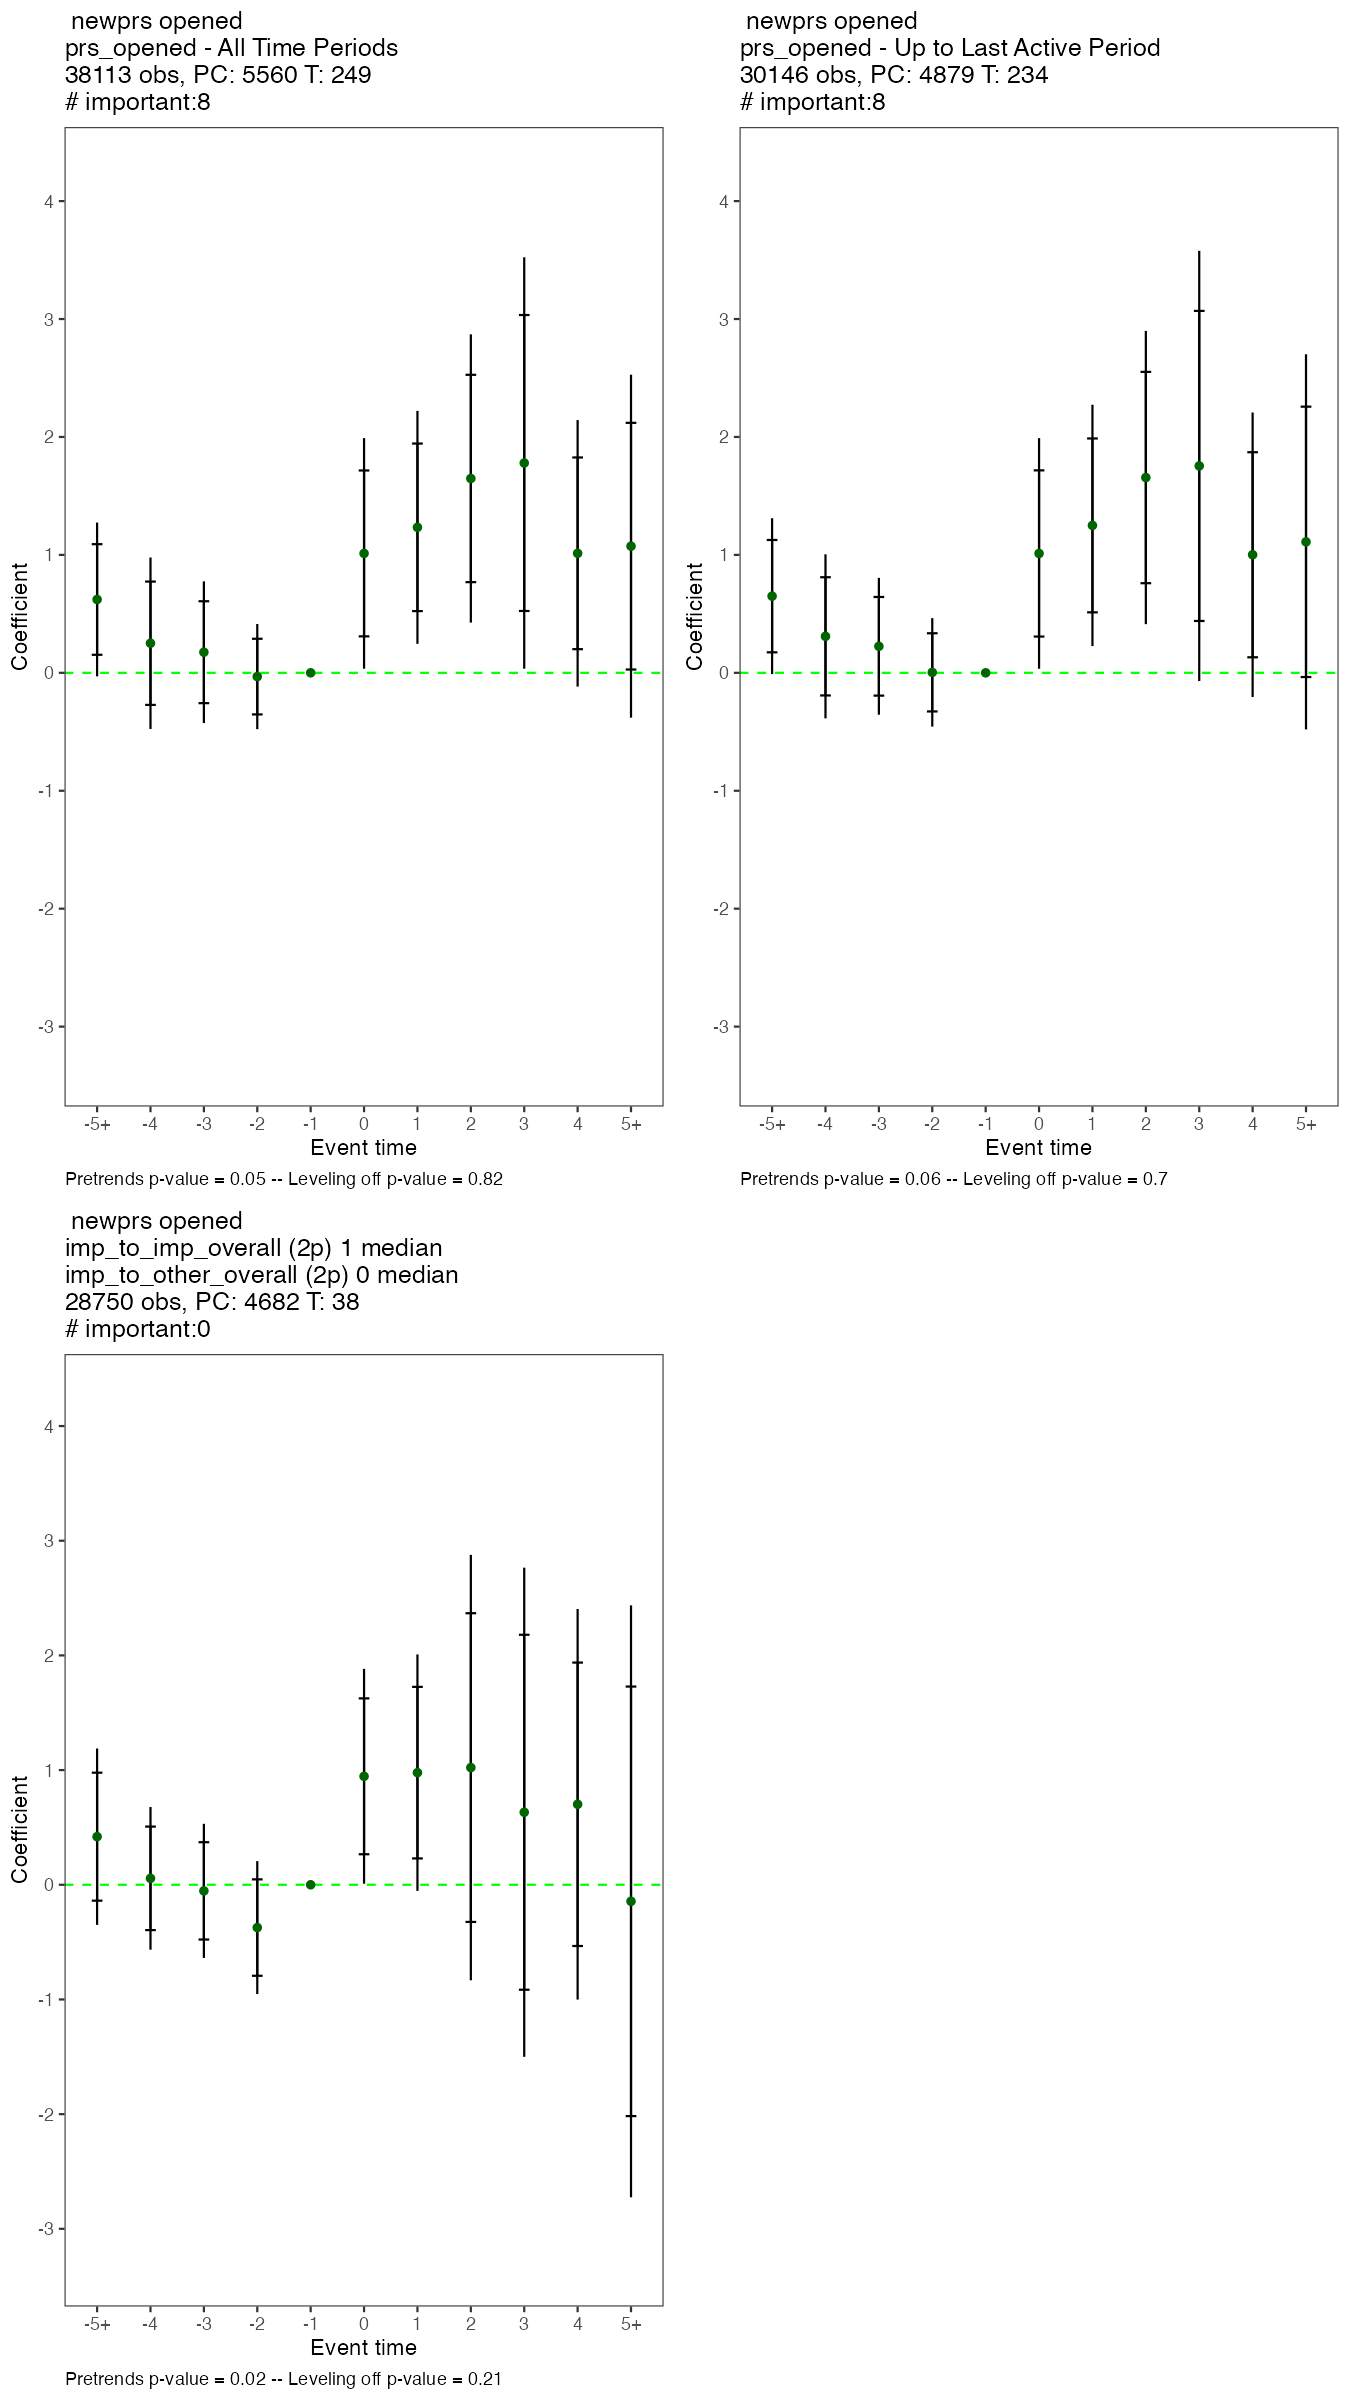 newprs opened
prs_opened - All Time Periods
38113 obs, PC: 5560 T: 249
# important:8
4
3
2
1
0
-1
-2
-3
Coefficient
-5+ -4 -3 -2 -1 0 1 2 3 4 5+
Event time
Pretrends p-value = 0.05 -- Leveling off p-value = 0.82
newprs opened
prs_opened - Up to Last Active Period
30146 obs, PC: 4879 T: 234
# important:8
4
3
2
1
0
-1
-2
-3
Coefficient
-5+ -4 -3 -2 -1 0 1 2 3 4 5+
Event time
Pretrends p-value = 0.06 -- Leveling off p-value = 0.7
newprs opened
imp_to_imp_overall (2p) 1 median
imp_to_other_overall (2p) 0 median
28750 obs, PC: 4682 T: 38
# important:0
4
3
2
1
0
-1
-2
-3
Coefficient
-5+ -4 -3 -2 -1 0 1 2 3 4 5+
Event time
Pretrends p-value = 0.02 -- Leveling off p-value = 0.21